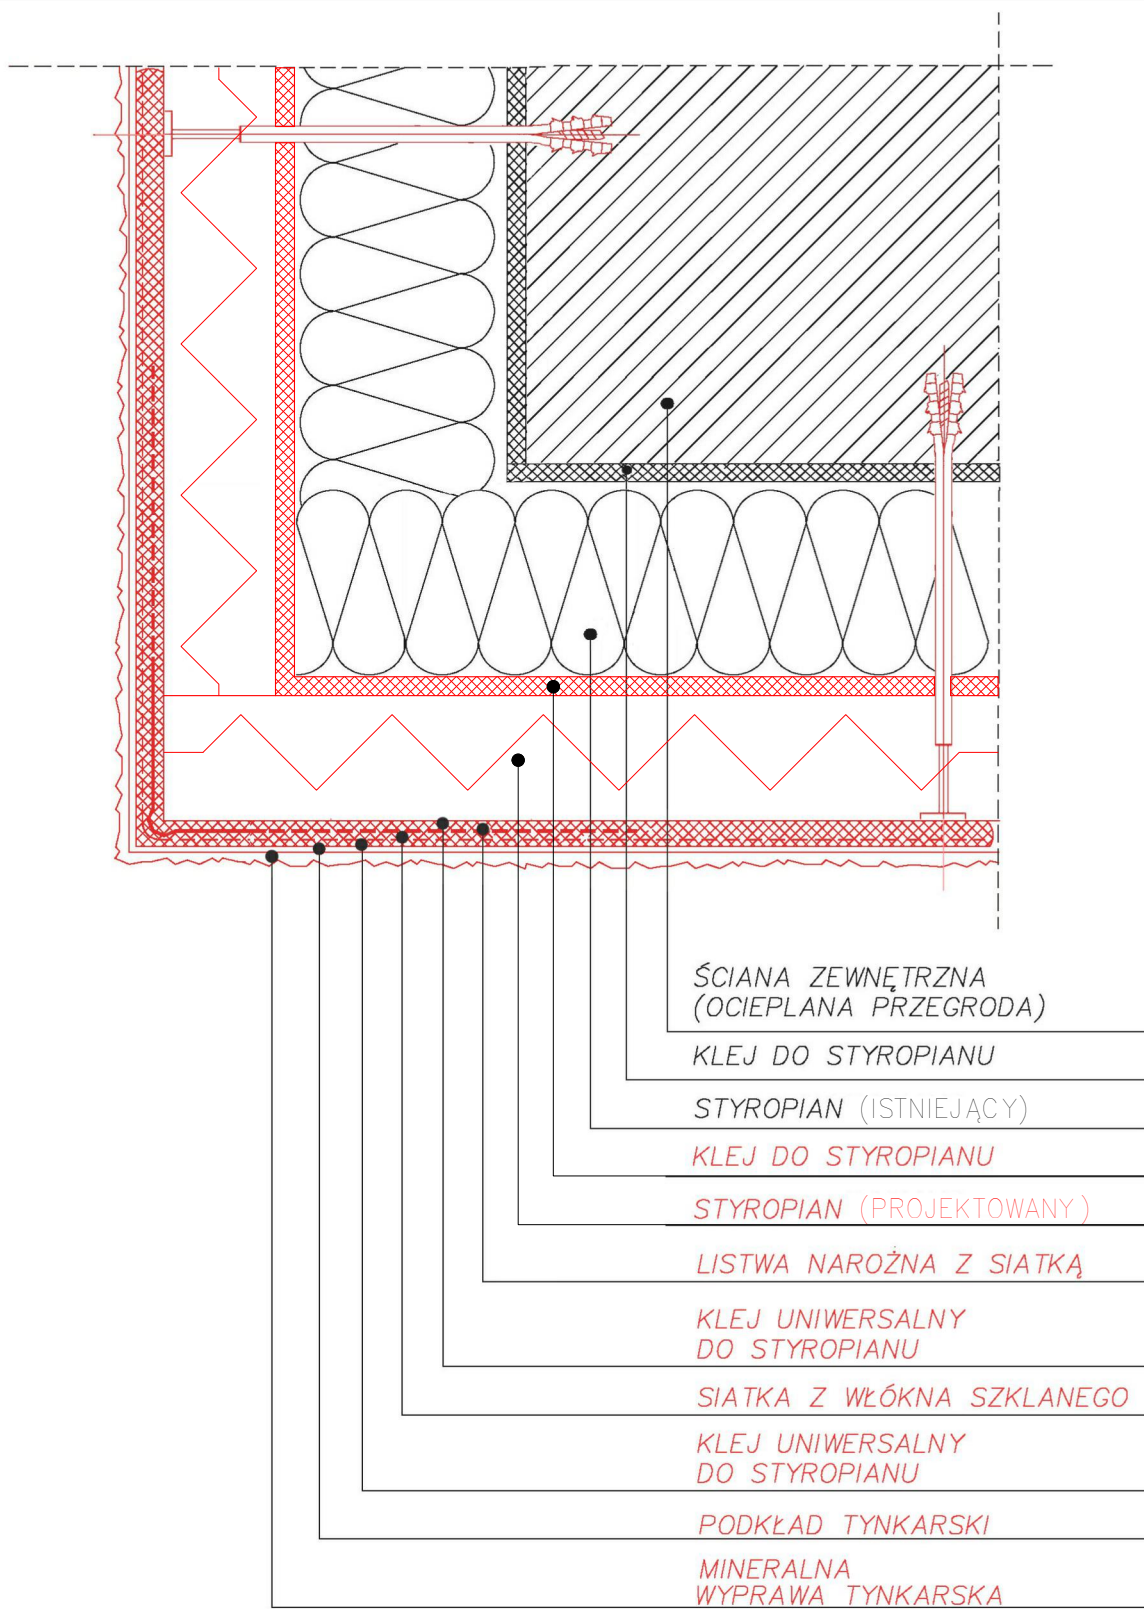 ŚCIANA ZEWNĘTRZNA
(OCIEPLANA PRZEGRODA)
KLEJ DO STYROPIANU
STYROPIAN (ISTNIEJĄCY)
KLEJ DO STYROPIANU
STYROPIAN (PROJEKTOWANY)
LISTWA NAROŻNA Z SIATKĄ
KLEJ UNIWERSALNY
DO STYROPIANU
SIATKA Z WŁÓKNA SZKLANEGO
KLEJ UNIWERSALNY
DO STYROPIANU
PODKŁAD TYNKARSKI
MINERALNA
WYPRAWA TYNKARSKA